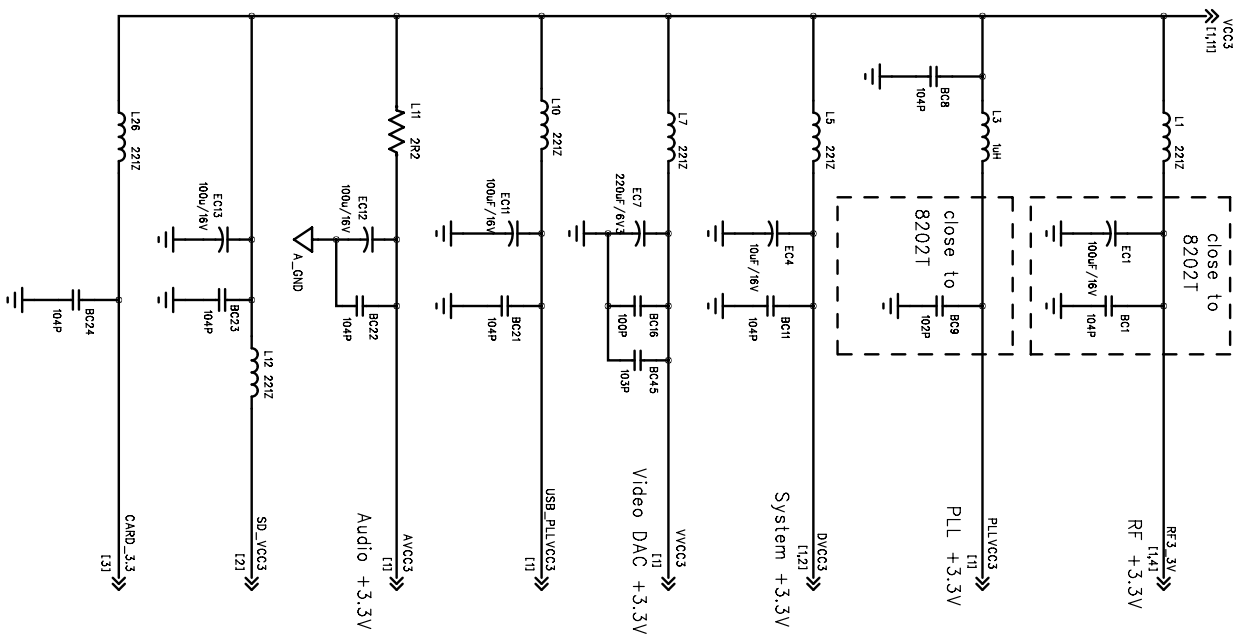 VCC3
[1,11]
L1
221Z
close to
8202T
EC1
100uF/16V
BC1
104P
RF3_3V
[1,4]
RF +3.3V
BC8
104P
L3
1uH
close to
8202T
BC9
102P
PLLVCC3
[1]
PLL +3.3V
L5
221Z
EC4
10uF/16V
BC11
104P
DVCC3
[1,2]
System +3.3V
L7
221Z
EC7
220uF/6V3
BC16
100P
BC45
103P
VVCC3
[1]
Video DAC +3.3V
L10
221Z
EC11
100uF/16V
BC21
104P
USB_PLLVCC3
[1]
L11
2R2
EC12
100u/16V
A_GND
BC22
104P
AVCC3
[1]
Audio +3.3V
EC13
100u/16V
BC23
104P
L12
221Z
SD_VCC3
[2]
L26
221Z
BC24
104P
CARD_3.3
[3]